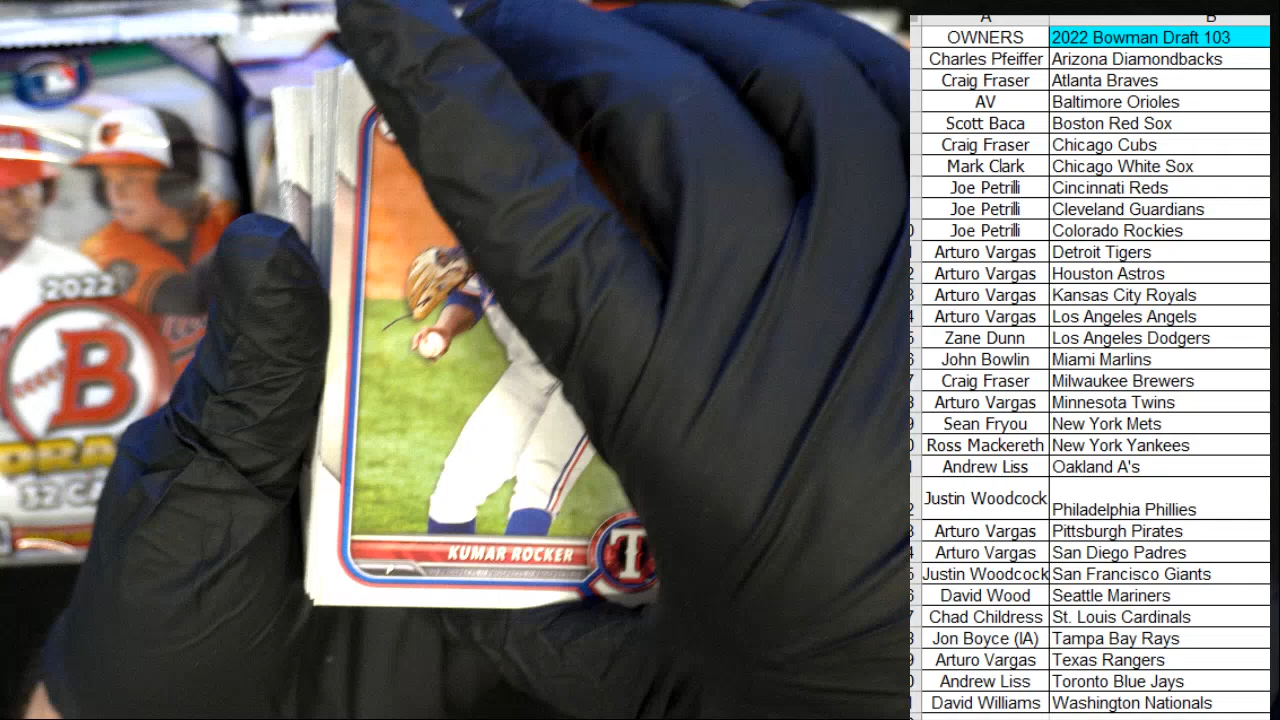 2022
B
DRA
12 CA
KUMAR ROCKER
T
A B
OWNERS 2022 Bowman Draft 103
Charles Pfeiffer Arizona Diamondbacks
Craig Fraser Atlanta Braves
AV Baltimore Orioles
Scott Baca Boston Red Sox
Craig Fraser Chicago Cubs
Mark Clark Chicago White Sox
Joe Petrilli Cincinnati Reds
Joe Petrilli Cleveland Guardians
Joe Petrilli Colorado Rockies
Arturo Vargas Detroit Tigers
Arturo Vargas Houston Astros
Arturo Vargas Kansas City Royals
Arturo Vargas Los Angeles Angels
Zane Dunn Los Angeles Dodgers
John Bowlin Miami Marlins
Craig Fraser Milwaukee Brewers
Arturo Vargas Minnesota Twins
Sean Fryou New York Mets
Ross Mackereth New York Yankees
Andrew Liss Oakland A's
Justin Woodcock Philadelphia Phillies
Arturo Vargas Pittsburgh Pirates
Arturo Vargas San Diego Padres
Justin Woodcock San Francisco Giants
David Wood Seattle Mariners
Chad Childress St. Louis Cardinals
Jon Boyce (IA) Tampa Bay Rays
Arturo Vargas Texas Rangers
Andrew Liss Toronto Blue Jays
David Williams Washington Nationals